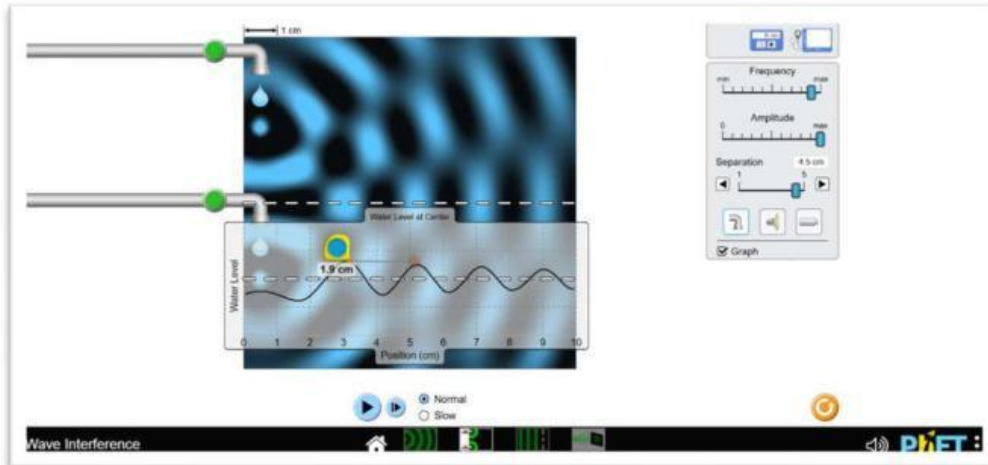 1 cm
Frequency
min
max
Amplitude
0
max
Separation
4.5 cm
1
5
Water Level at Center
1.9 cm
Water Level
0 1 2 3 4 5 6 7 8 9 10
Position (cm)
Graph
Normal
Slow
Wave Interference
PhET